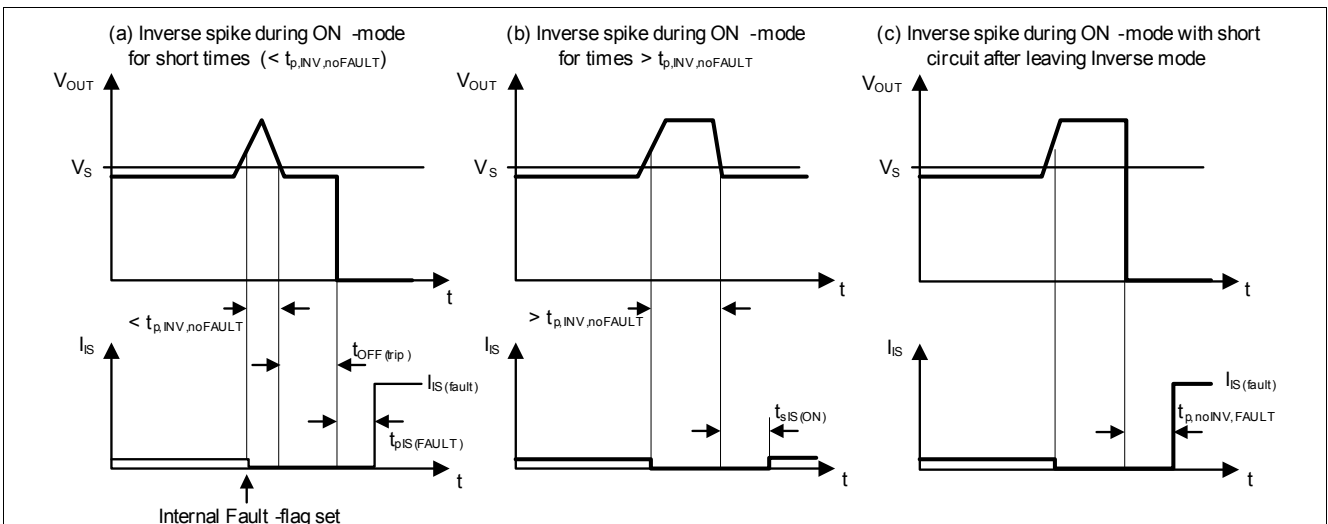 (a) Inverse spike during ON -mode
for short times (< tp,INV,noFAULT)
VOUT
VS
t
< tp,INV,noFAULT
IIS
tOFF(trip)
IIS(fault)
tpIS(FAULT)
t
Internal Fault -flag set
(b) Inverse spike during ON -mode
for times > tp,INV,noFAULT
VOUT
VS
t
> tp,INV,noFAULT
IIS
tsIS(ON)
t
(c) Inverse spike during ON -mode with short
circuit after leaving Inverse mode
VOUT
VS
t
IIS
IIS(fault)
tp,noINV,FAULT
t